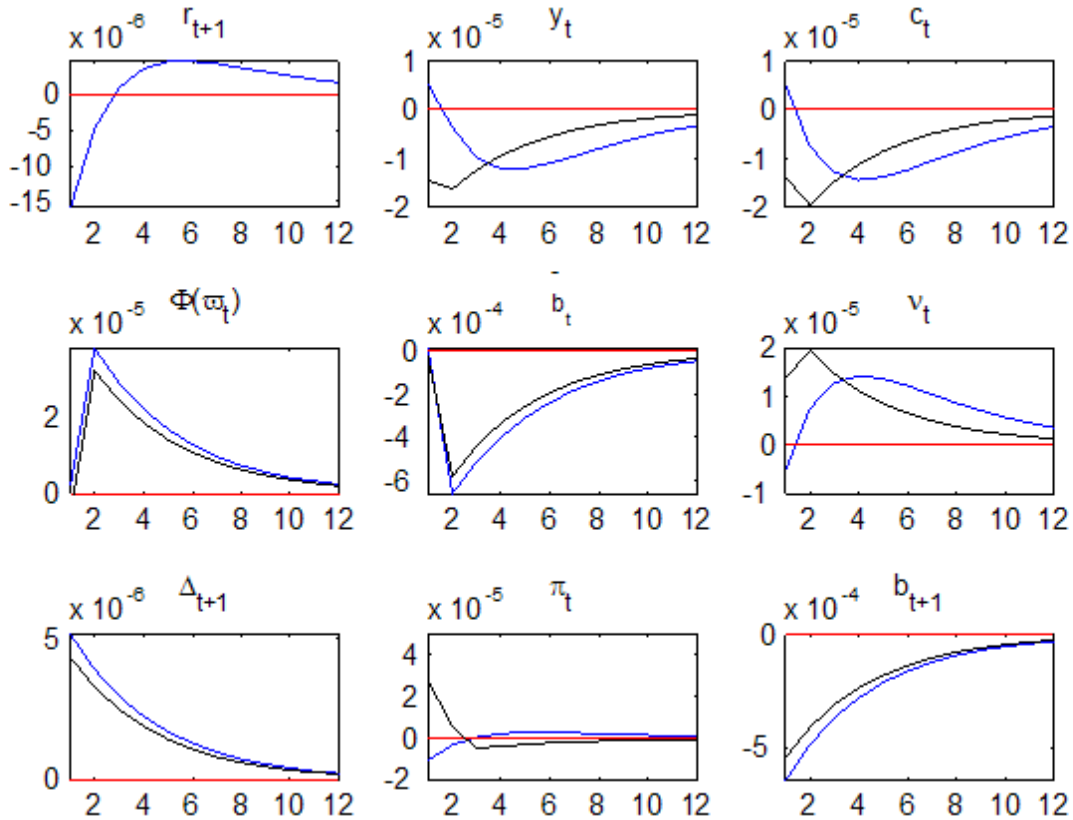 r_{t+1}
x 10^{-6}
0
-5
-10
-15
2 4 6 8 10 12
y_t
x 10^{-5}
1
0
-1
-2
2 4 6 8 10 12
c_t
x 10^{-5}
1
0
-1
-2
2 4 6 8 10 12
Φ(ϖ_t)
x 10^{-5}
2
0
2 4 6 8 10 12
-
b_t
x 10^{-4}
0
-2
-4
-6
2 4 6 8 10 12
ν_t
x 10^{-5}
2
1
0
-1
2 4 6 8 10 12
Δ_{t+1}
x 10^{-6}
5
0
2 4 6 8 10 12
π_t
x 10^{-5}
4
2
0
-2
2 4 6 8 10 12
b_{t+1}
x 10^{-4}
0
-5
2 4 6 8 10 12